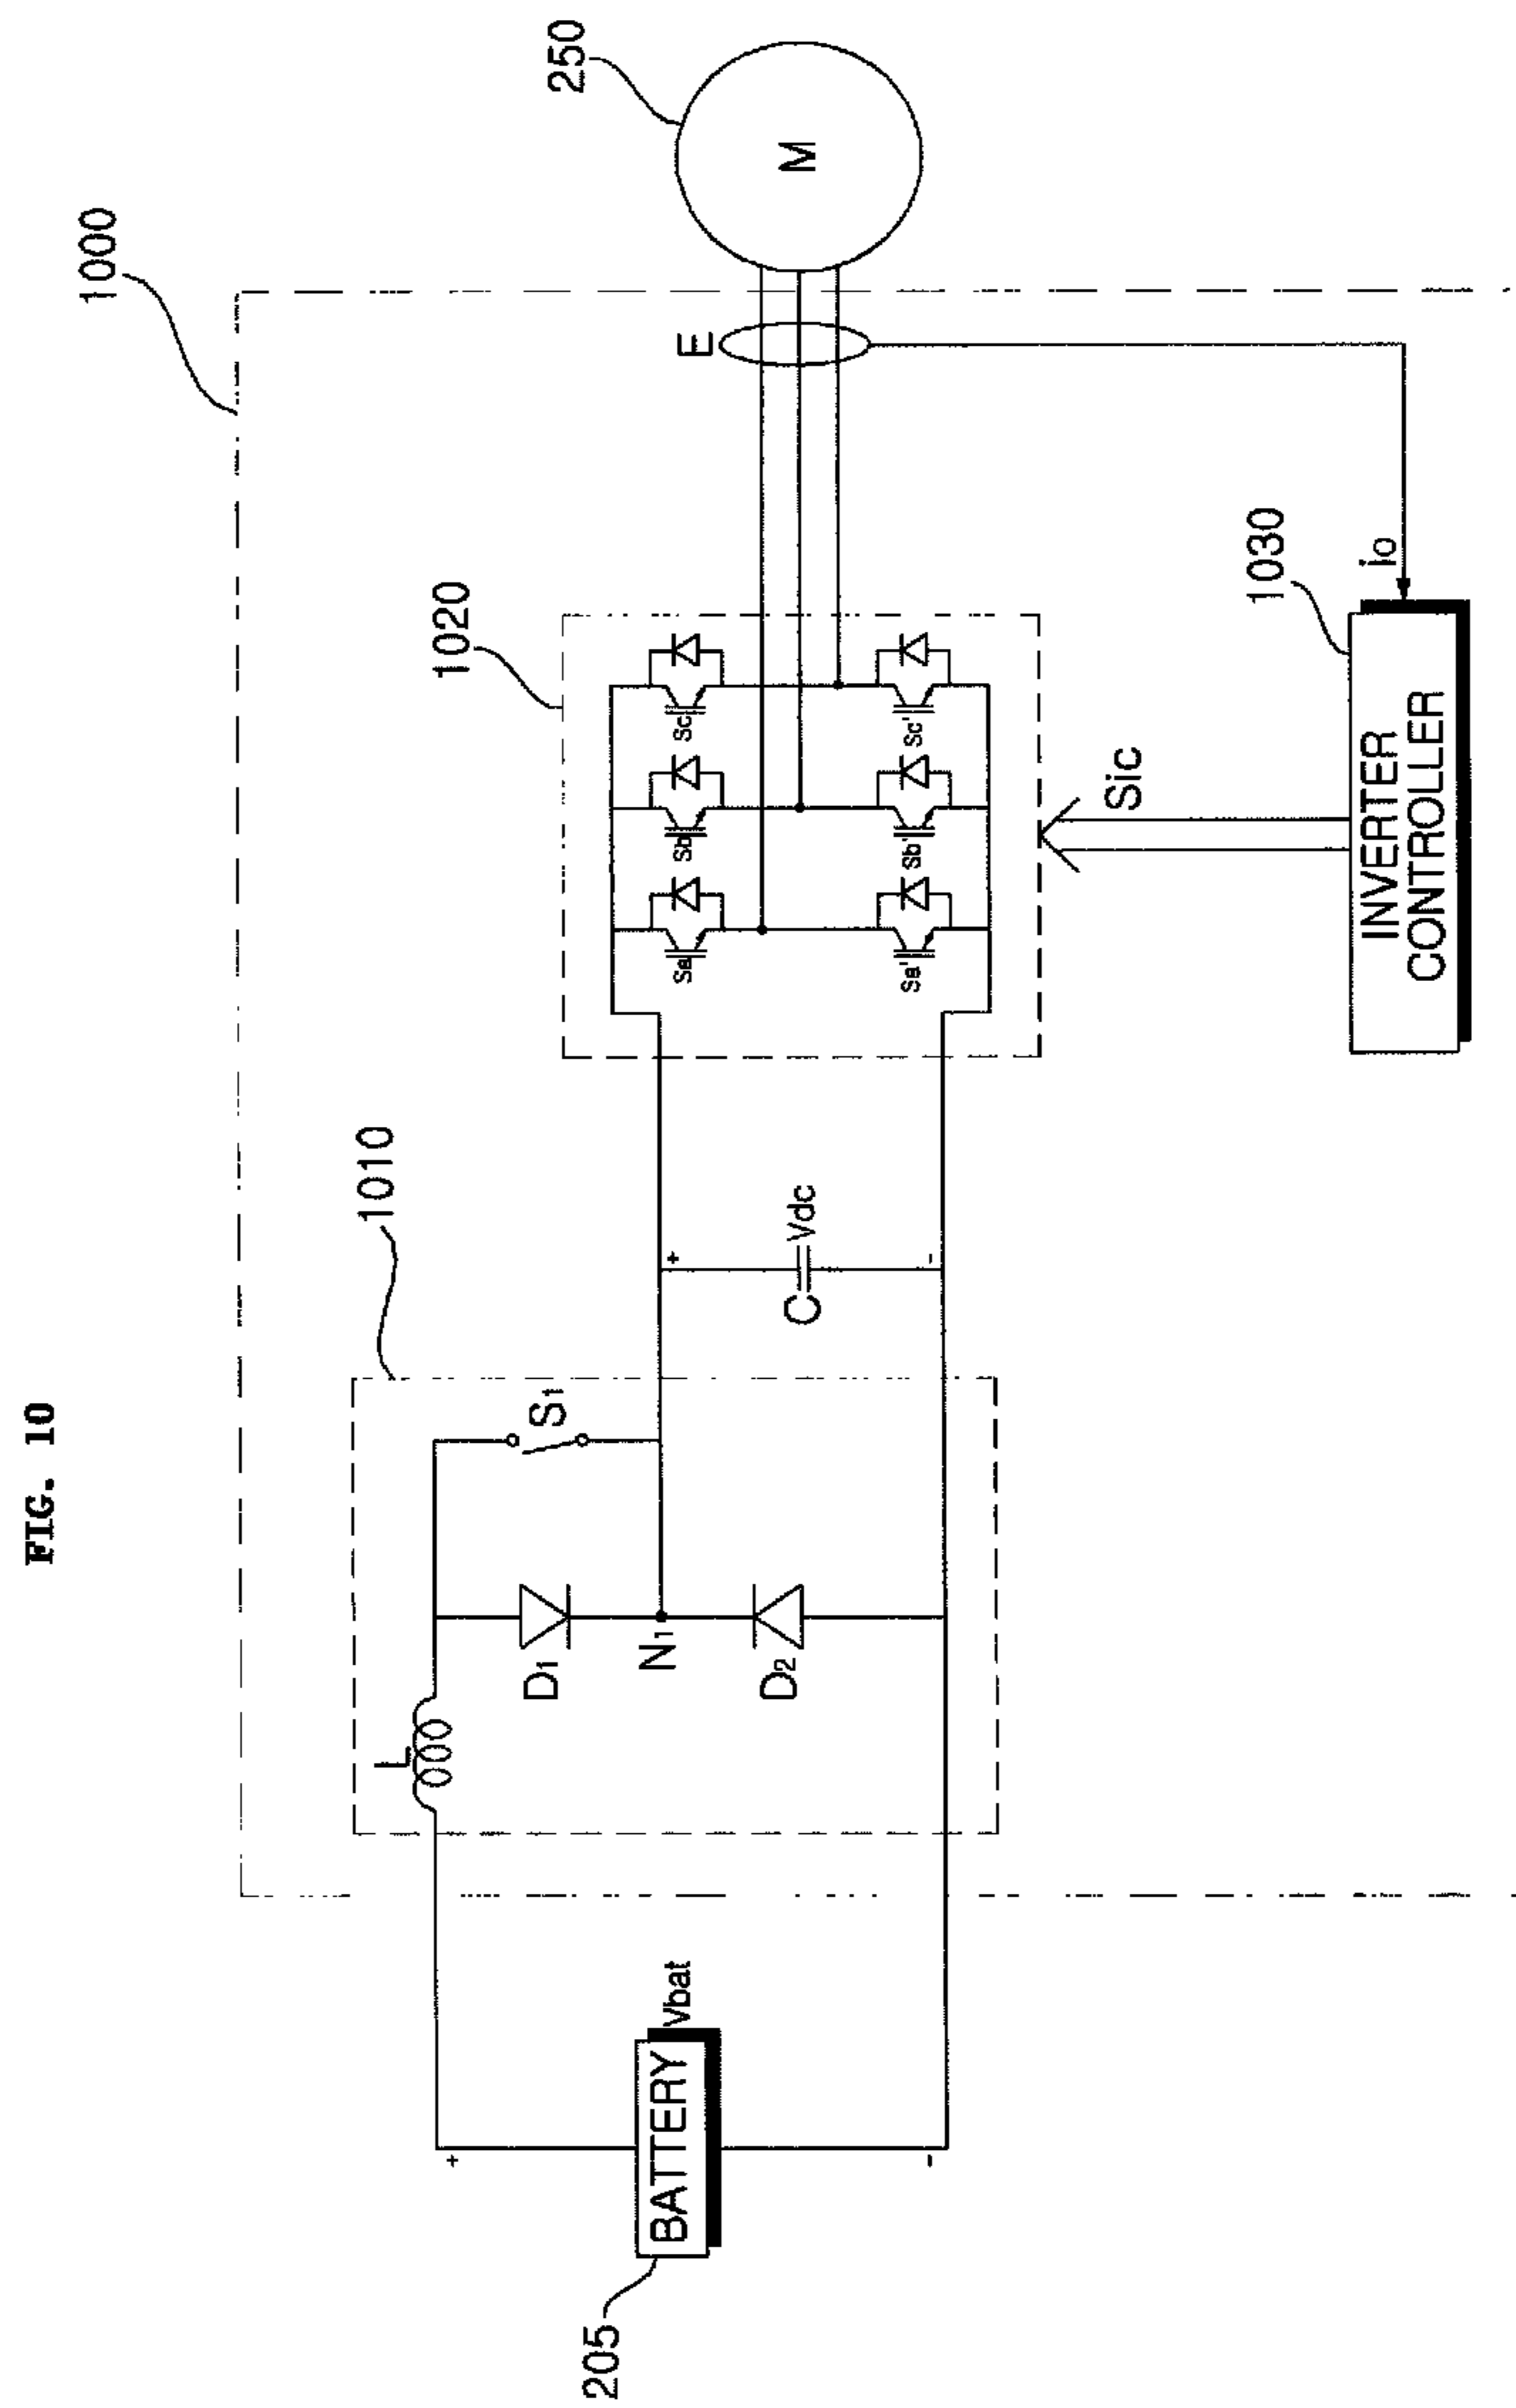 FIG. 10
1000
1010
1020
250
205
BATTERY
Vbat
+
-
L
D1
N1
D2
S1
+
C
Vdc
-
Sa
Sb
Sc
Sa'
Sb'
Sc'
E
M
Sic
io
1030
INVERTER
CONTROLLER